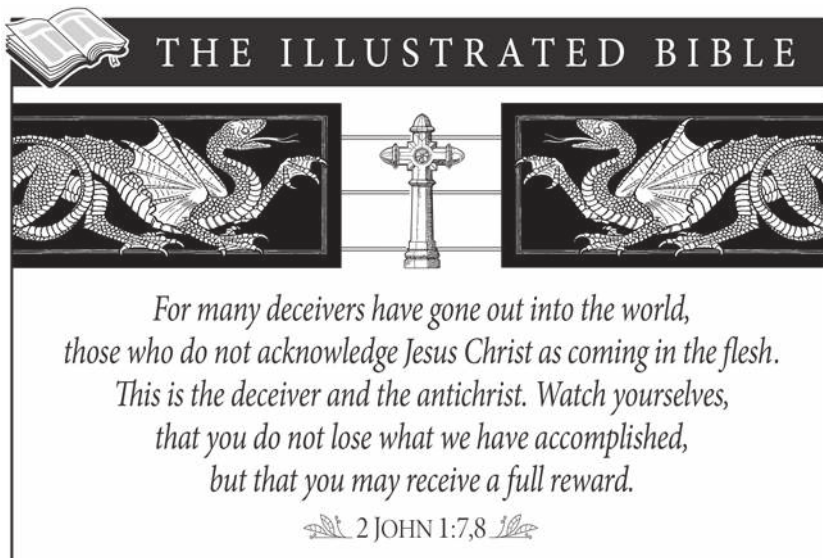 THE ILLUSTRATED BIBLE
For many deceivers have gone out into the world,
those who do not acknowledge Jesus Christ as coming in the flesh.
This is the deceiver and the antichrist. Watch yourselves,
that you do not lose what we have accomplished,
but that you may receive a full reward.
2 JOHN 1:7,8